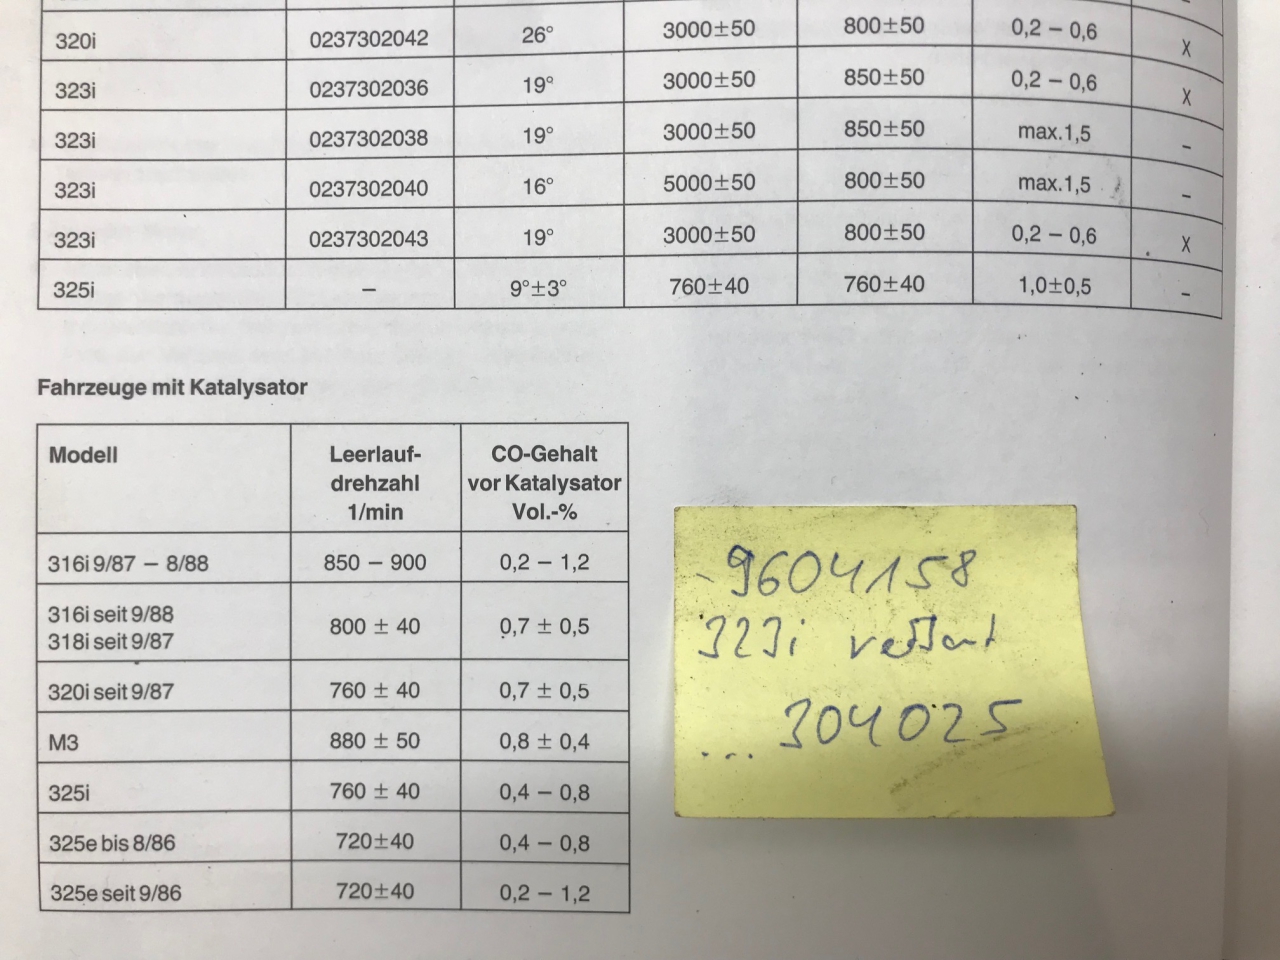 320i 0237302042 26° 3000±50 800±50 0,2 – 0,6 X
323i 0237302036 19° 3000±50 850±50 0,2 – 0,6 X
323i 0237302038 19° 3000±50 850±50 max.1,5 –
323i 0237302040 16° 5000±50 800±50 max.1,5 –
323i 0237302043 19° 3000±50 800±50 0,2 – 0,6 X
325i – 9°±3° 760±40 760±40 1,0±0,5 –
Fahrzeuge mit Katalysator
Modell Leerlauf- CO-Gehalt
drehzahl vor Katalysator
1/min Vol.-%
316i 9/87 – 8/88 850 – 900 0,2 – 1,2
316i seit 9/88
318i seit 9/87 800 ± 40 0,7 ± 0,5
320i seit 9/87 760 ± 40 0,7 ± 0,5
M3 880 ± 50 0,8 ± 0,4
325i 760 ± 40 0,4 – 0,8
325e bis 8/86 720±40 0,4 – 0,8
325e seit 9/86 720±40 0,2 – 1,2
9604158
323i
... 304025